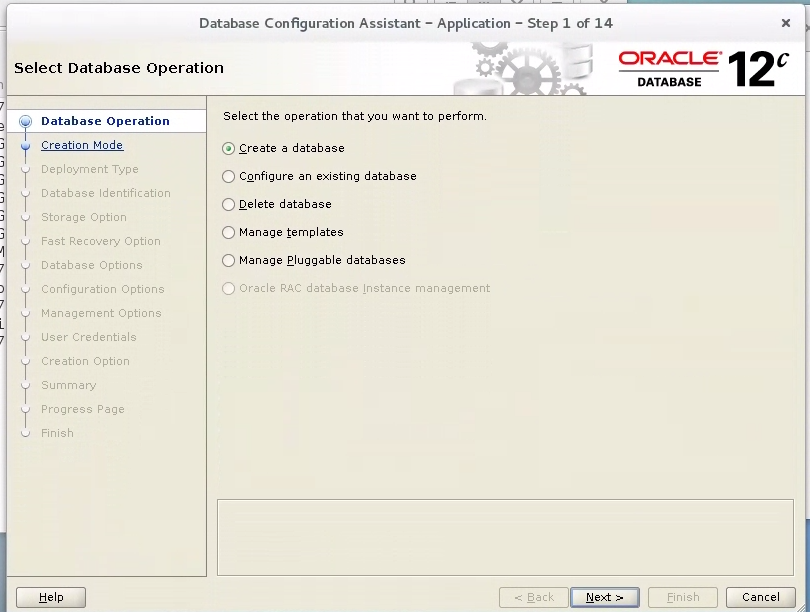 Database Configuration Assistant – Application – Step 1 of 14
Select Database Operation
ORACLE®
DATABASE
12c
Database Operation
Creation Mode
Deployment Type
Database Identification
Storage Option
Fast Recovery Option
Database Options
Configuration Options
Management Options
User Credentials
Creation Option
Summary
Progress Page
Finish
Select the operation that you want to perform.
Create a database
Configure an existing database
Delete database
Manage templates
Manage Pluggable databases
Oracle RAC database Instance management
Help
< Back
Next >
Finish
Cancel